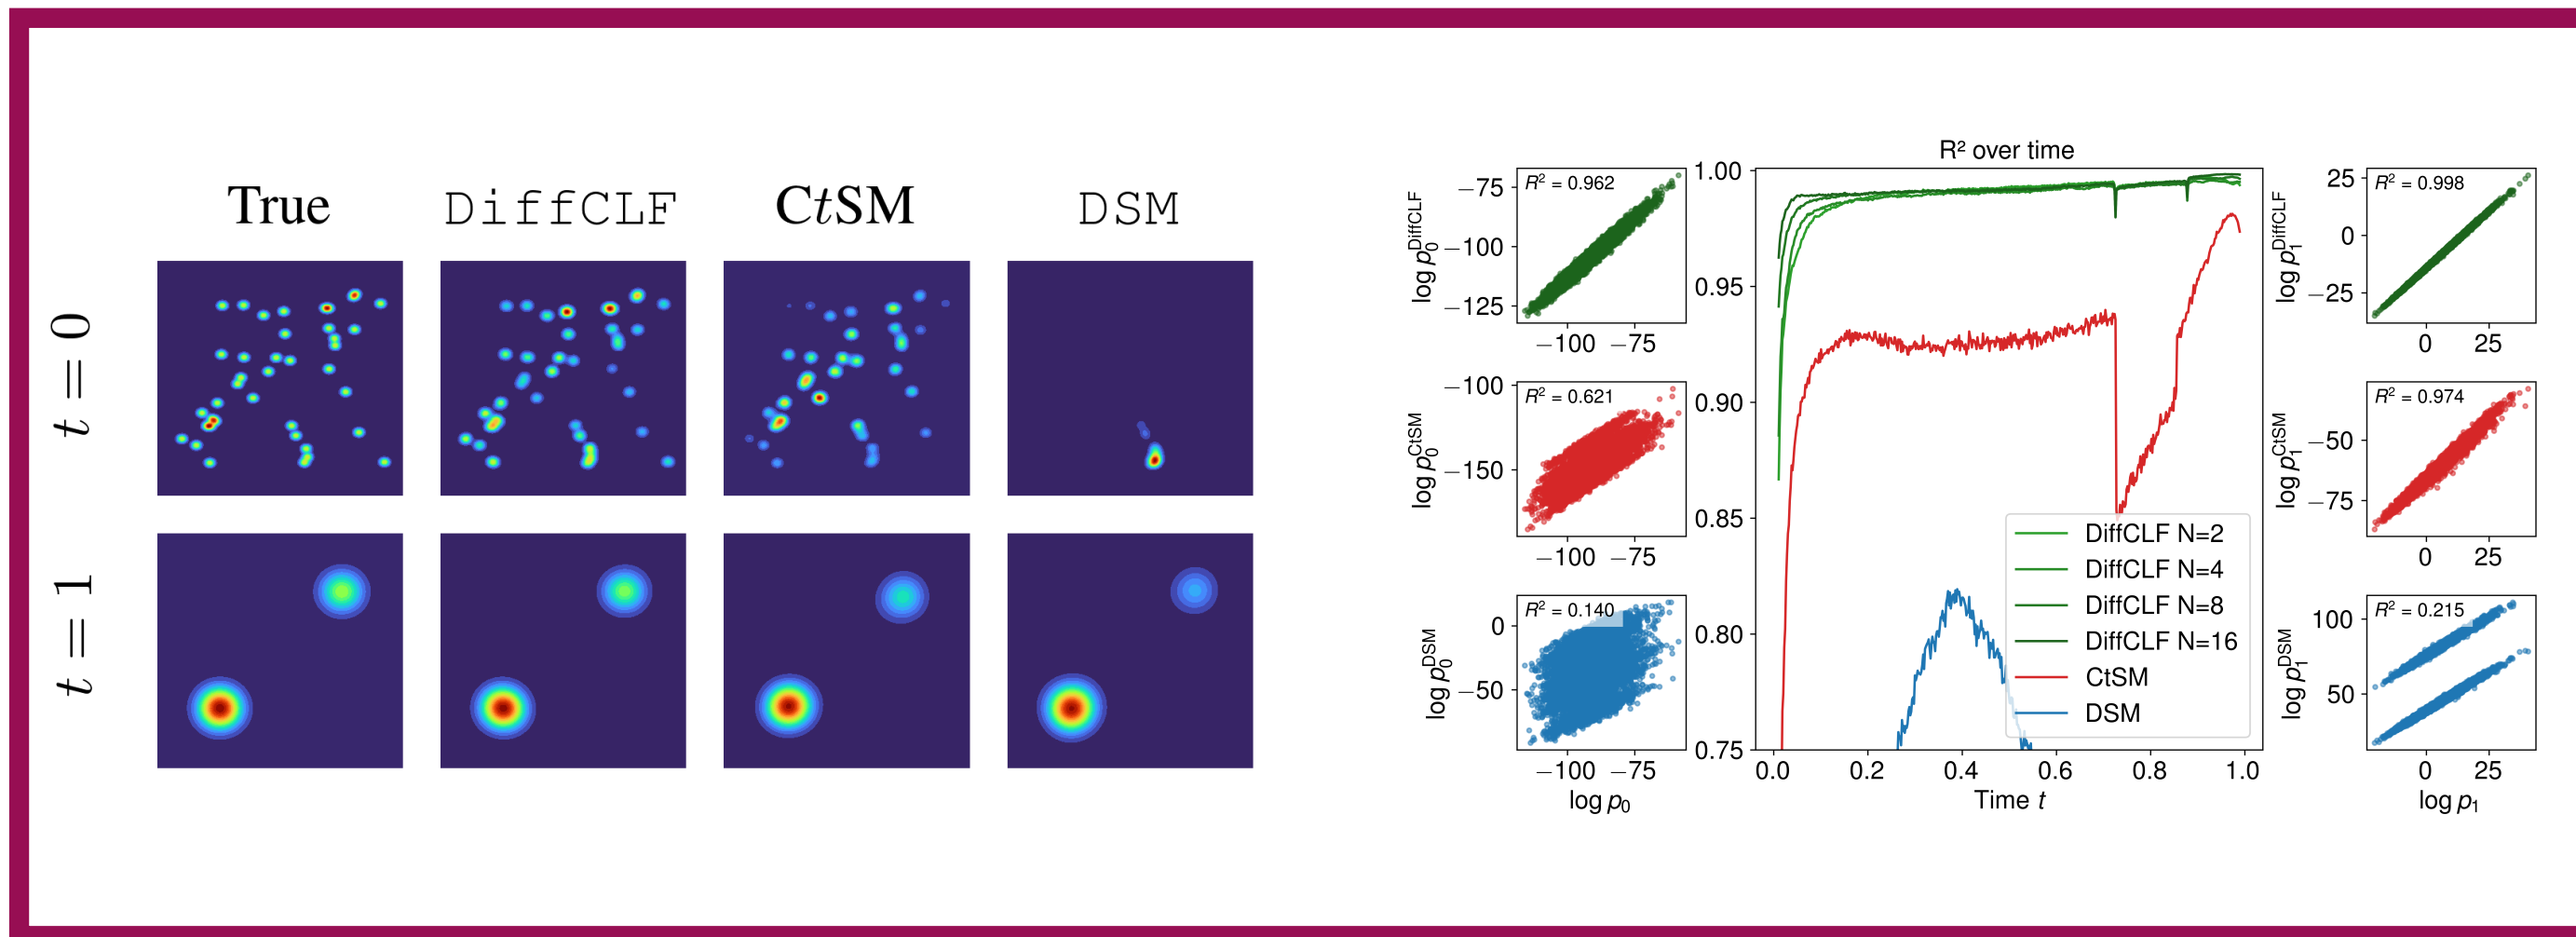 True DiffCLF CtSM DSM
t = 0
t = 1
R² over time
R² = 0.962
−75
−100
−125
log p₀^DiffCLF
−100 −75
R² = 0.621
−100
−150
log p₀^CtSM
−100 −75
R² = 0.140
0
−50
log p₀^DSM
−100 −75
log p₀
1.00
0.95
0.90
0.85
0.80
0.75
DiffCLF N=2
DiffCLF N=4
DiffCLF N=8
DiffCLF N=16
CtSM
DSM
0.0 0.2 0.4 0.6 0.8 1.0
Time t
R² = 0.998
25
0
−25
log p₁^DiffCLF
0 25
R² = 0.974
−50
−75
log p₁^CtSM
0 25
R² = 0.215
100
50
log p₁^DSM
0 25
log p₁